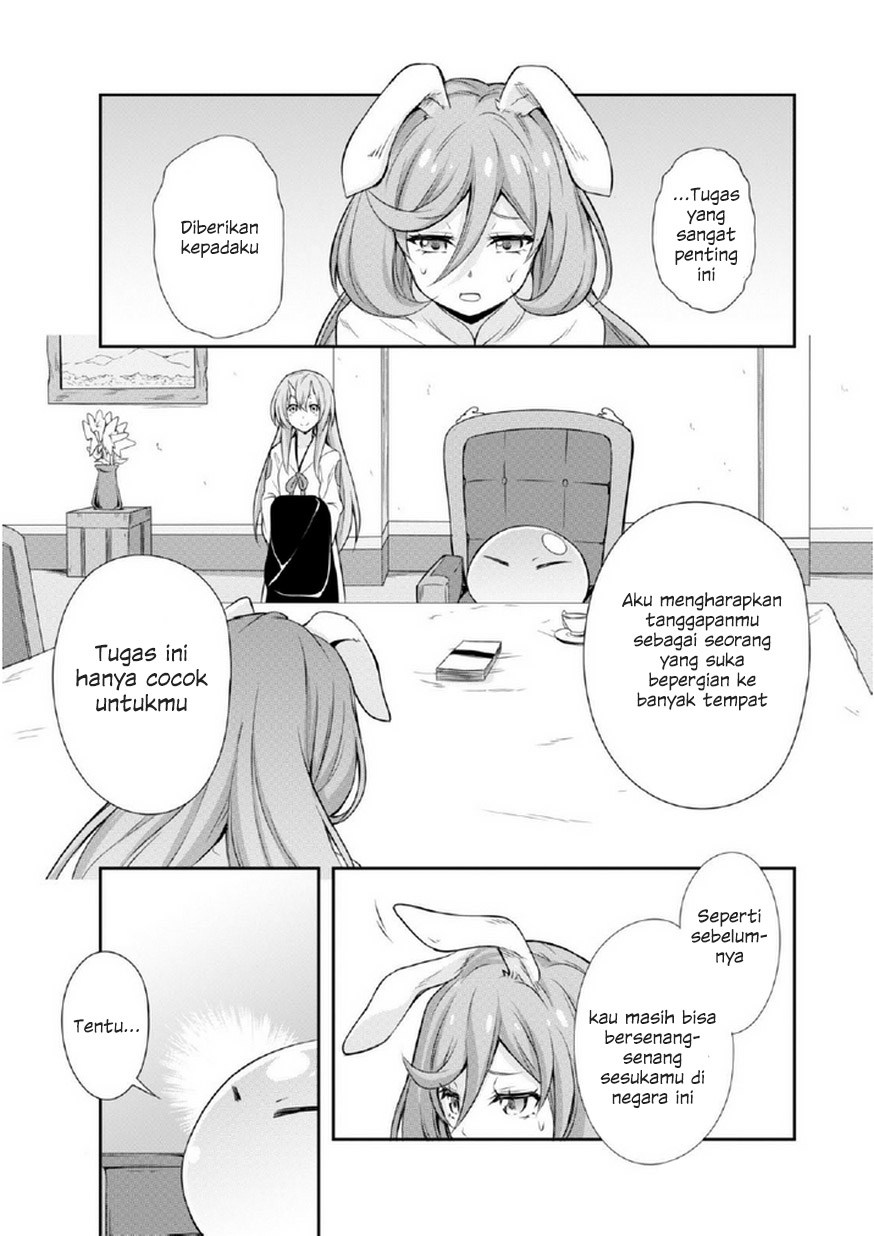 ...Tugas
yang
sangat
penting
ini
Diberikan
kepadaku
Aku mengharapkan
tanggapanmu
sebagai seorang
yang suka
bepergian ke
banyak tempat
Tugas ini
hanya cocok
untukmu
Seperti
sebelum-
nya
kau masih bisa
bersenang-
senang
sesukamu di
negara ini
Tentu...